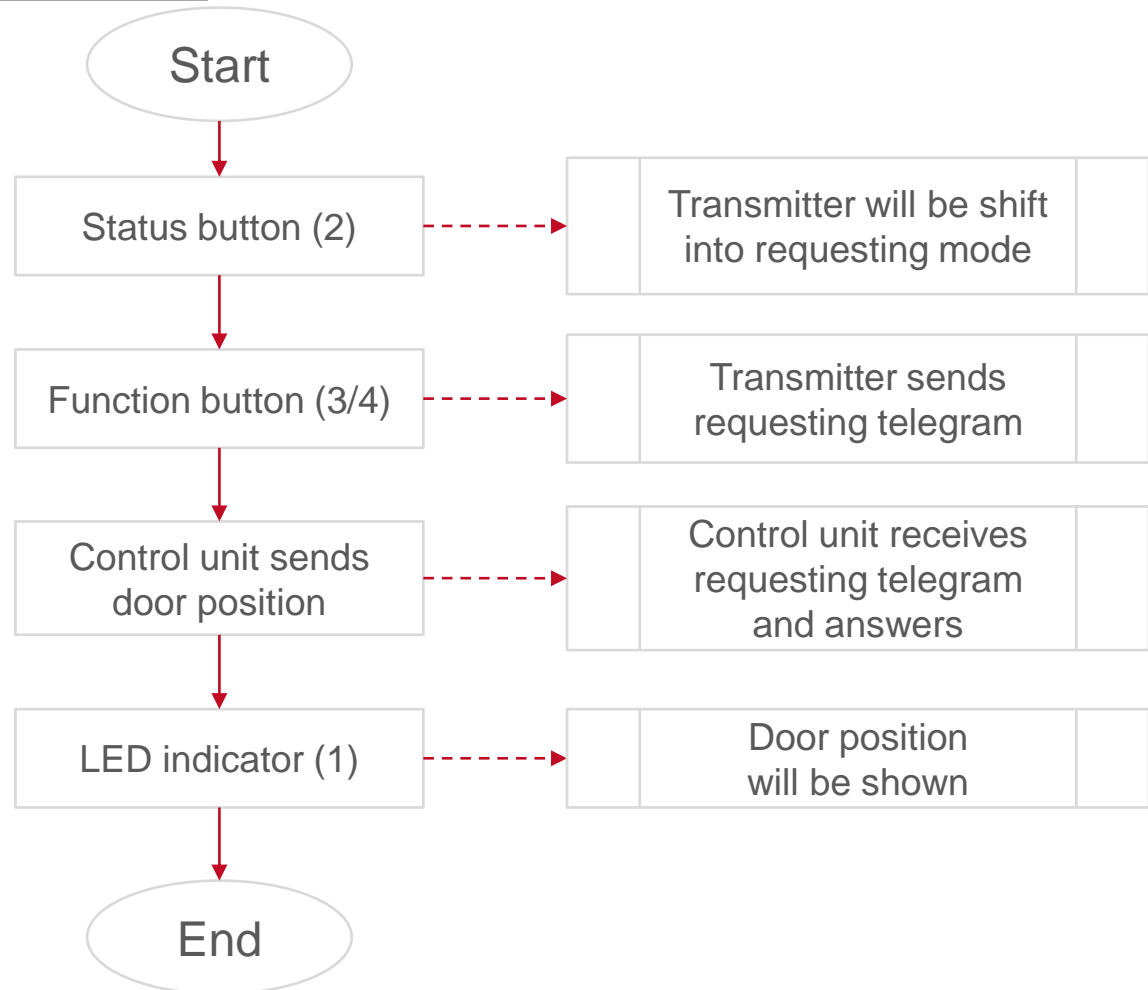 Start
Status button (2)
Transmitter will be shift
into requesting mode
Function button (3/4)
Transmitter sends
requesting telegram
Control unit sends
door position
Control unit receives
requesting telegram
and answers
LED indicator (1)
Door position
will be shown
End